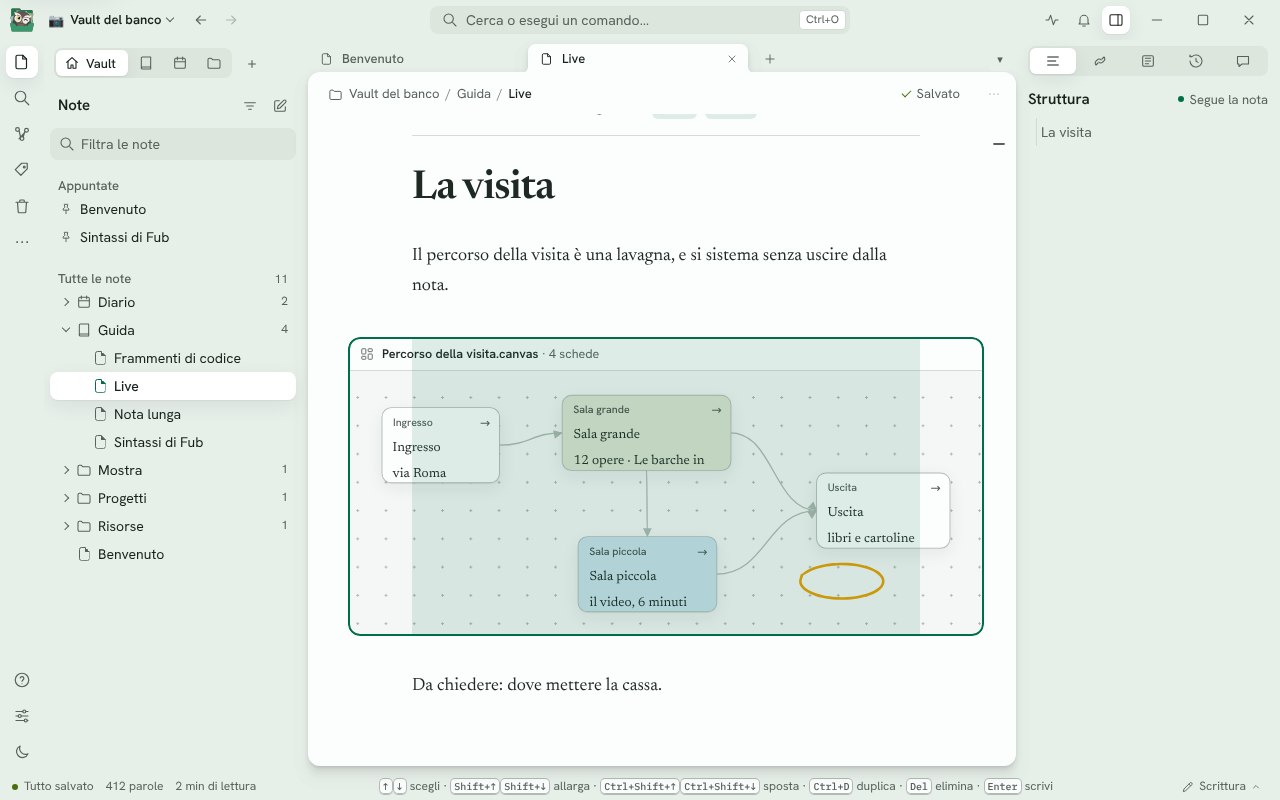 Vault del banco
Cerca o esegui un comando…
Ctrl+O
Vault
Benvenuto
Live
Note
Filtra le note
Appuntate
Benvenuto
Sintassi di Fub
Tutte le note 11
Diario 2
Guida 4
Frammenti di codice
Live
Nota lunga
Sintassi di Fub
Mostra 1
Progetti 1
Risorse 1
Benvenuto
Vault del banco / Guida / Live
Salvato
La visita
Il percorso della visita è una lavagna, e si sistema senza uscire dalla
nota.
Percorso della visita.canvas · 4 schede
Ingresso →
Ingresso
via Roma
Sala grande →
Sala grande
12 opere · Le barche in
Uscita →
Uscita
libri e cartoline
Sala piccola →
Sala piccola
il video, 6 minuti
Da chiedere: dove mettere la cassa.
Struttura
Segue la nota
La visita
Tutto salvato 412 parole 2 min di lettura
↑ ↓ scegli · Shift+↑ Shift+↓ allarga · Ctrl+Shift+↑ Ctrl+Shift+↓ sposta · Ctrl+D duplica · Del elimina · Enter scrivi
Scrittura